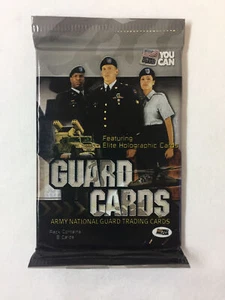 YOU
CAN
Featuring
Elite Holographic Cards
GUARD
CARDS
ARMY NATIONAL GUARD TRADING CARDS
Pack Contains
8 Cards